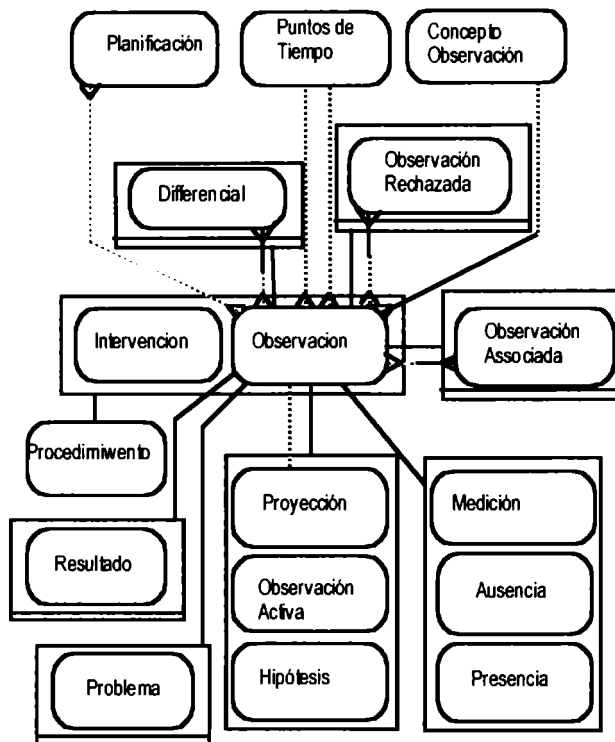 Planificación
Puntos de
Tiempo
Concepto
Observación
Differencial
Observación
Rechazada
Intervencion
Observacion
Observación
Associada
Procedimiwento
Proyección
Medición
Resultado
Observación
Activa
Ausencia
Problema
Hipótesis
Presencia